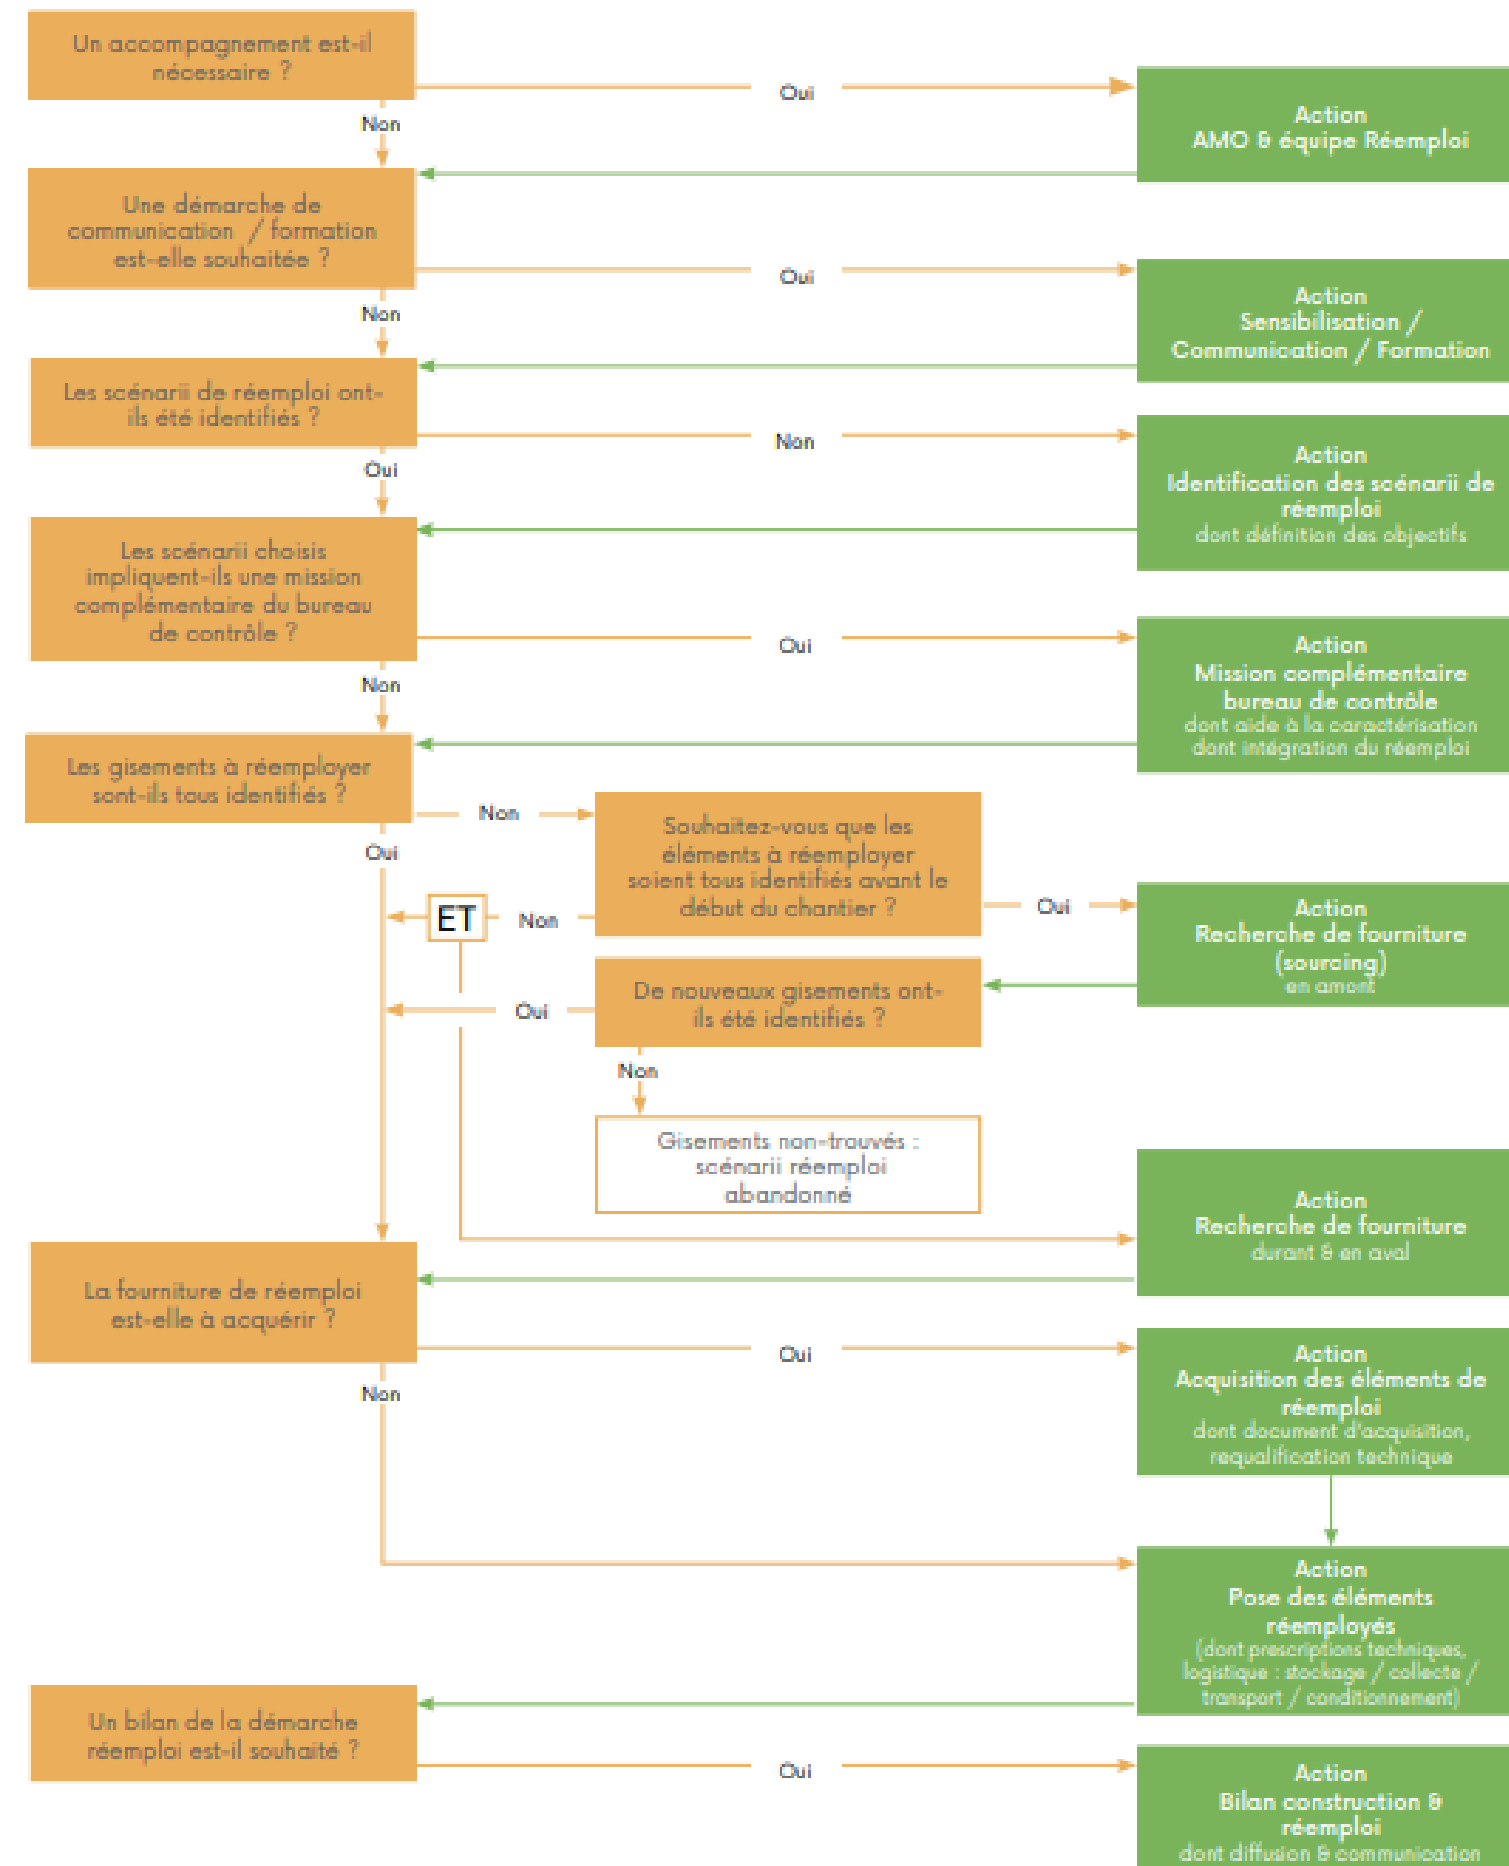 Un accompagnement est-il
nécessaire ?
Oui
Action
AMO & équipe Réemploi
Non
Une démarche de
communication / formation
est-elle souhaitée ?
Oui
Action
Sensibilisation /
Communication / Formation
Non
Les scénarii de réemploi ont-
ils été identifiés ?
Non
Action
Identification des scénarii de
réemploi
dont définition des objectifs
Oui
Les scénarii choisis
impliquent-ils une mission
complémentaire du bureau
de contrôle ?
Oui
Action
Mission complémentaire
bureau de contrôle
dont aide à la caractérisation
dont intégration du réemploi
Non
Les gisements à réemployer
sont-ils tous identifiés ?
Non
Souhaitez-vous que les
éléments à réemployer
soient tous identifiés avant le
début du chantier ?
Oui
Action
Recherche de fourniture
(sourcing)
en amont
Oui
ET
Non
De nouveaux gisements ont-
ils été identifiés ?
Oui
Non
Gisements non-trouvés :
scénarii réemploi
abandonné
Action
Recherche de fourniture
durant & en aval
La fourniture de réemploi
est-elle à acquérir ?
Oui
Action
Acquisition des éléments de
réemploi
dont document d'acquisition,
requalification technique
Non
Action
Pose des éléments
réemployés
(dont prescriptions techniques,
logistique : stockage / collecte /
transport / conditionnement)
Un bilan de la démarche
réemploi est-il souhaité ?
Oui
Action
Bilan construction &
réemploi
dont diffusion & communication